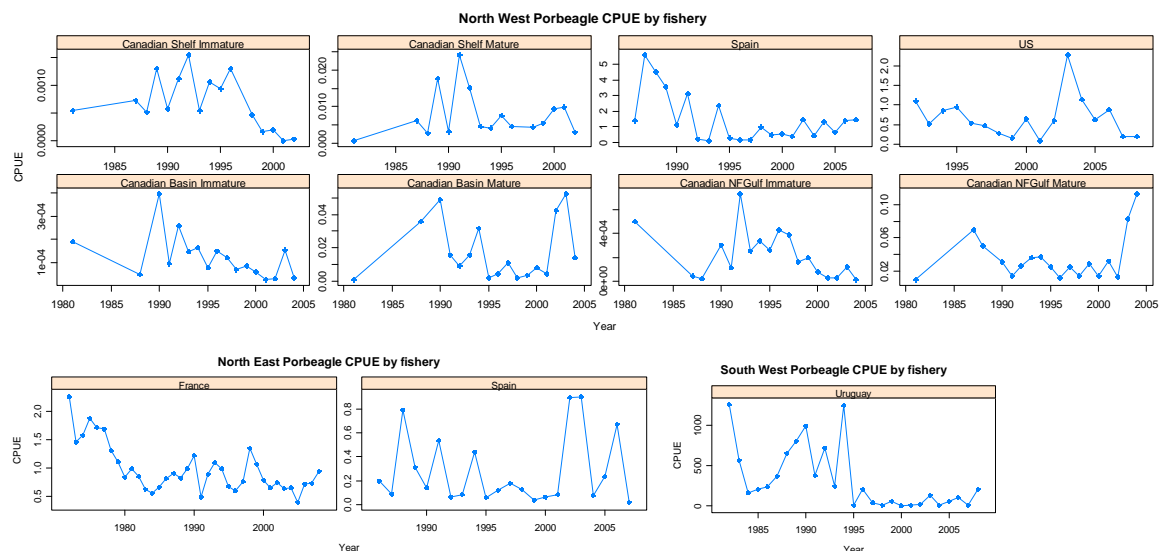 North West Porbeagle CPUE by fishery
Canadian Shelf Immature
Canadian Shelf Mature
Spain
US
0.0000 0.0010
0.000 0.010 0.020
0 1 2 3 4 5
0.0 0.5 1.0 1.5 2.0
1985 1990 1995 2000
1985 1990 1995 2000
1990 1995 2000 2005
1995 2000 2005
CPUE
Canadian Basin Immature
Canadian Basin Mature
Canadian NFGulf Immature
Canadian NFGulf Mature
1e-04 3e-04
0.00 0.02 0.04
0e+00 4e-04
0.02 0.06 0.10
1980 1985 1990 1995 2000 2005
1980 1985 1990 1995 2000 2005
1980 1985 1990 1995 2000 2005
1980 1985 1990 1995 2000 2005
Year
North East Porbeagle CPUE by fishery
France
Spain
CPUE
0.5 1.0 1.5 2.0
0.0 0.2 0.4 0.6 0.8
1980 1990 2000
1990 1995 2000 2005
Year
South West Porbeagle CPUE by fishery
Uruguay
CPUE
0 500 1000
1985 1990 1995 2000 2005
Year